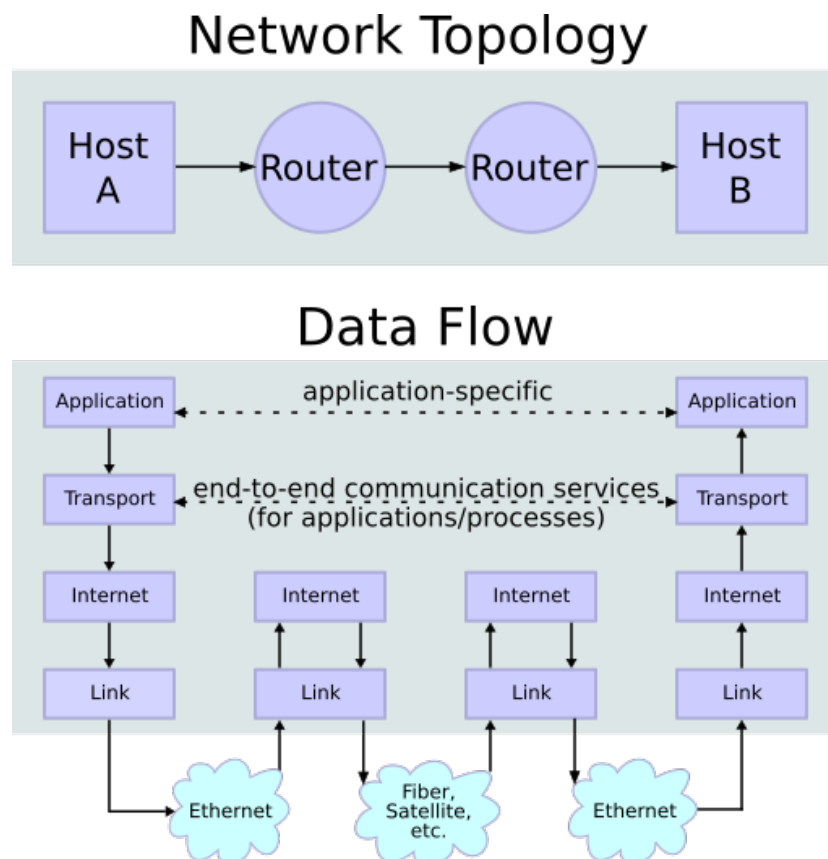 Network Topology
Host
A
Router
Router
Host
B
Data Flow
Application
application-specific
Application
Transport
end-to-end communication services
(for applications/processes)
Transport
Internet
Internet
Internet
Internet
Link
Link
Link
Link
Ethernet
Fiber,
Satellite,
etc.
Ethernet